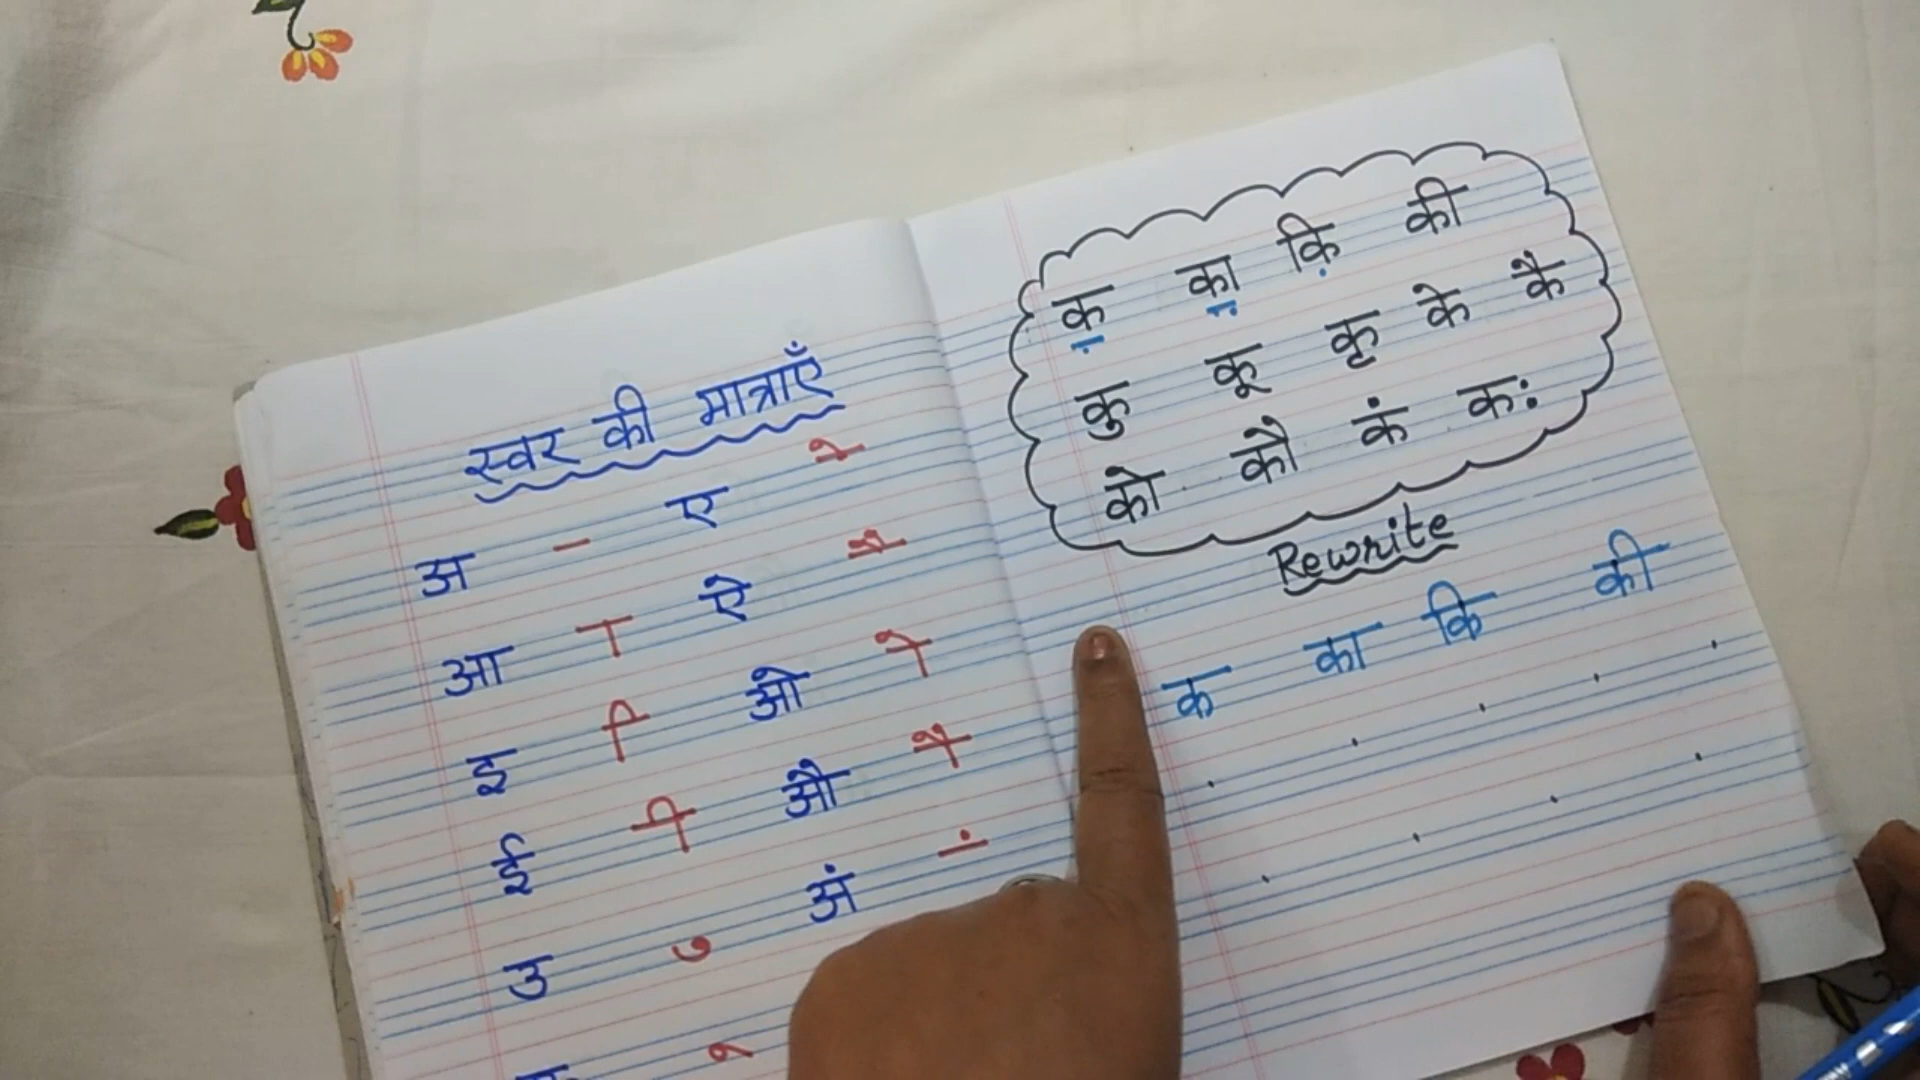 स्वर की मात्राएँ
अ - ए े
आ ा ऐ ै
इ ि ओ ो
ई ी औ ौ
उ ु अं ं
क का कि की
कु कू कृ के कै
को कौ कं कः
Rewrite
क का कि की